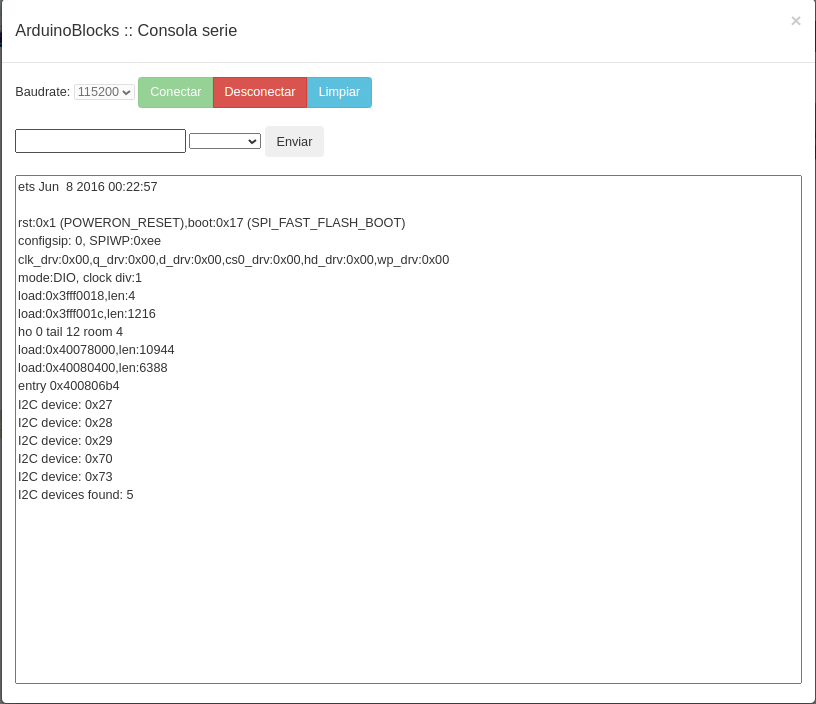 ArduinoBlocks :: Consola serie
×
Baudrate: 115200 Conectar Desconectar Limpiar
Enviar
ets Jun  8 2016 00:22:57
rst:0x1 (POWERON_RESET),boot:0x17 (SPI_FAST_FLASH_BOOT)
configsip: 0, SPIWP:0xee
clk_drv:0x00,q_drv:0x00,d_drv:0x00,cs0_drv:0x00,hd_drv:0x00,wp_drv:0x00
mode:DIO, clock div:1
load:0x3fff0018,len:4
load:0x3fff001c,len:1216
ho 0 tail 12 room 4
load:0x40078000,len:10944
load:0x40080400,len:6388
entry 0x400806b4
I2C device: 0x27
I2C device: 0x28
I2C device: 0x29
I2C device: 0x70
I2C device: 0x73
I2C devices found: 5